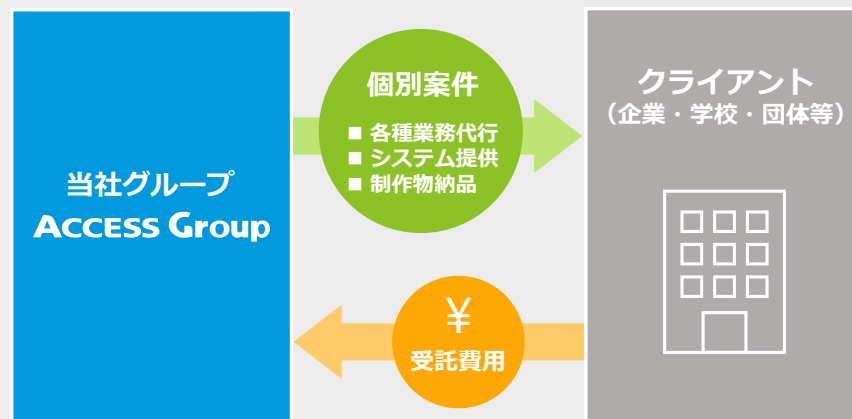 当社グループ
ACCESS Group
個別案件
■ 各種業務代行
■ システム提供
■ 制作物納品
クライアント
（企業・学校・団体等）
¥
受託費用